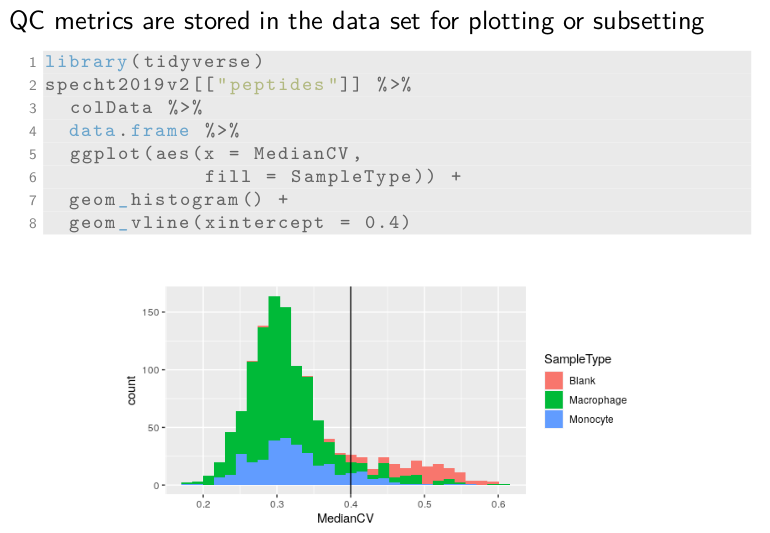 QC metrics are stored in the data set for plotting or subsetting
1 library(tidyverse)
2 specht2019v2[["peptides"]] %>%
3   colData %>%
4   data.frame %>%
5   ggplot(aes(x = MedianCV,
6              fill = SampleType)) +
7   geom_histogram() +
8   geom_vline(xintercept = 0.4)
150
100
50
0
count
0.2 0.3 0.4 0.5 0.6
MedianCV
SampleType
Blank
Macrophage
Monocyte